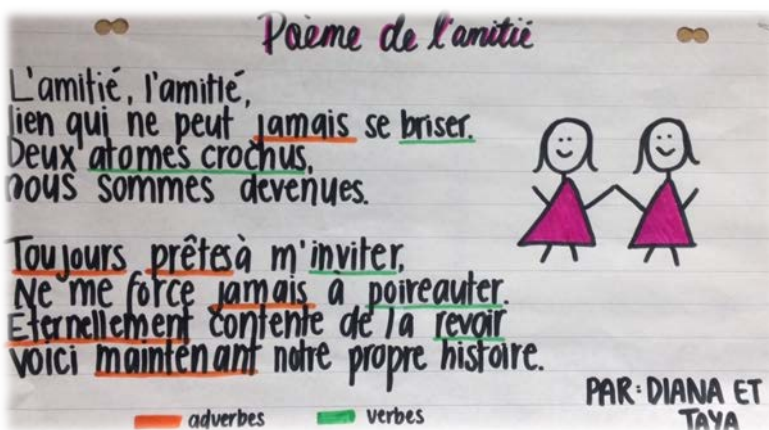 Poème de l'amitié
L'amitié, l'amitié,
lien qui ne peut jamais se briser.
Deux atomes crochus,
nous sommes devenues.
Toujours prêtes à m'inviter,
Ne me force jamais à poireauter.
Éternellement contente de la revoir
voici maintenant notre propre histoire.
PAR: DIANA ET
TAYA
adverbes
verbes